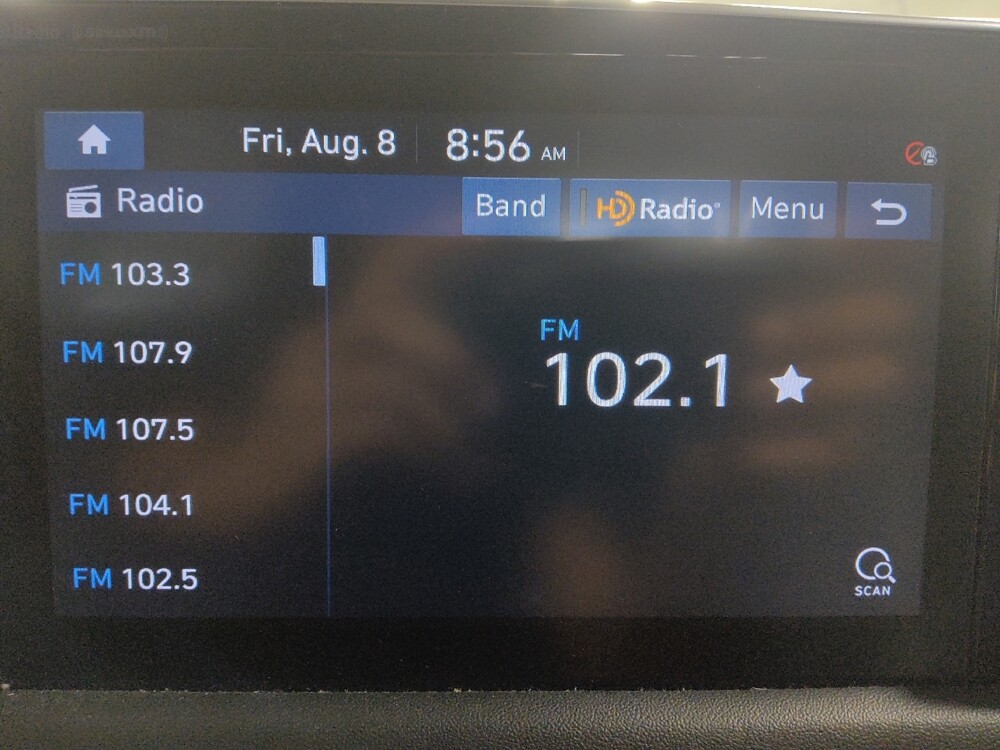 Fri, Aug. 8 8:56 AM
Radio Band HD Radio® Menu
FM 103.3
FM 107.9
FM 107.5
FM 104.1
FM 102.5
FM
102.1
SCAN